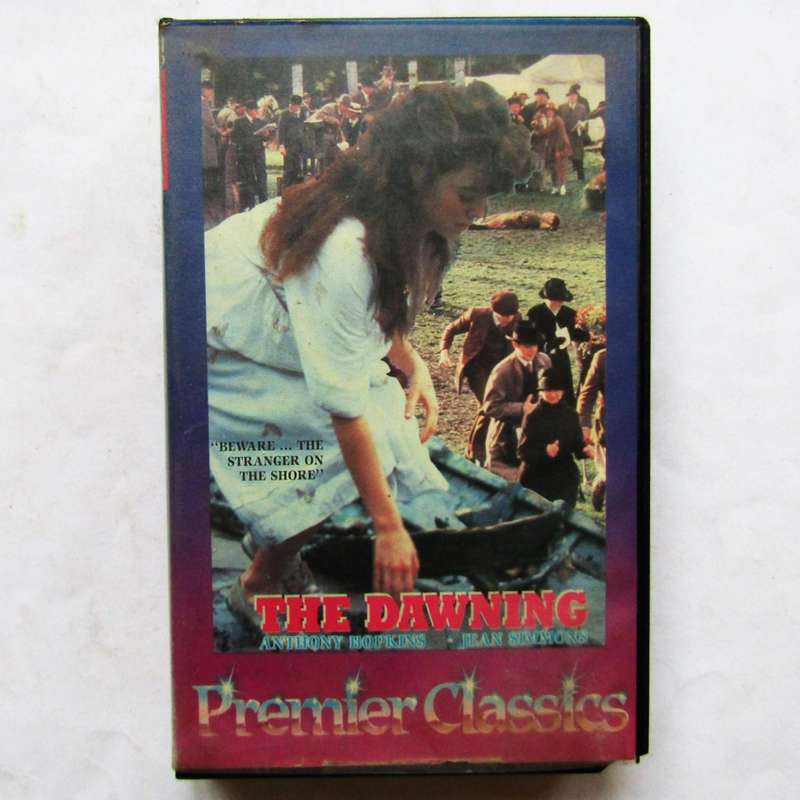 "BEWARE ... THE
STRANGER ON
THE SHORE"
THE DAWNING
ANTHONY HOPKINS · JEAN SIMMONS
Premier Classics